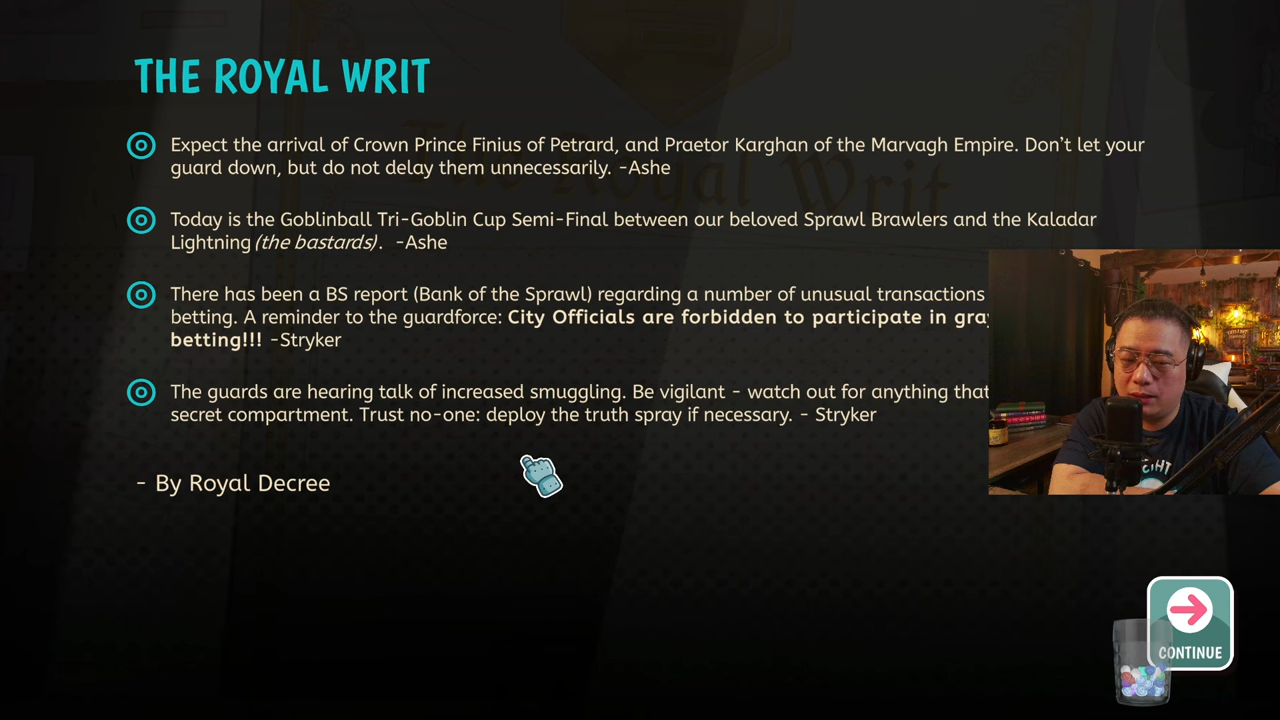 THE ROYAL WRIT
Expect the arrival of Crown Prince Finius of Petrard, and Praetor Karghan of the Marvagh Empire. Don't let your
guard down, but do not delay them unnecessarily. -Ashe
Today is the Goblinball Tri-Goblin Cup Semi-Final between our beloved Sprawl Brawlers and the Kaladar
Lightning (the bastards). -Ashe
There has been a BS report (Bank of the Sprawl) regarding a number of unusual transactions
betting. A reminder to the guardforce: City Officials are forbidden to participate in
betting!!! -Stryker
The guards are hearing talk of increased smuggling. Be vigilant - watch out for anything that
secret compartment. Trust no-one: deploy the truth spray if necessary. - Stryker
- By Royal Decree
CONTINUE